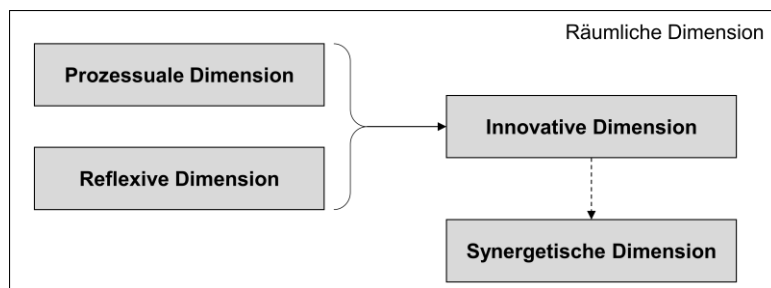 Räumliche Dimension
Prozessuale Dimension
Innovative Dimension
Reflexive Dimension
Synergetische Dimension